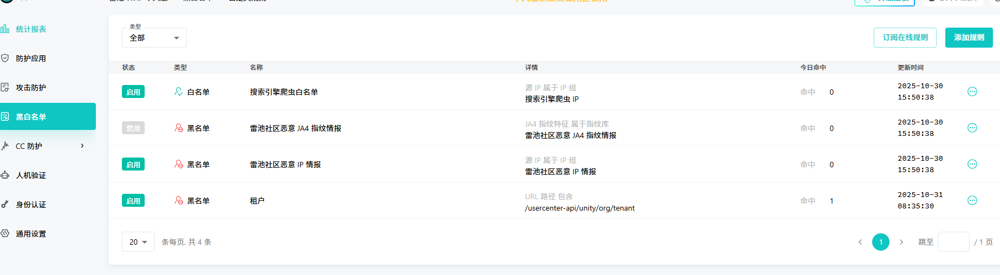 统计报表
防护应用
攻击防护
黑白名单
CC 防护
人机验证
身份认证
通用设置
类型
全部
订阅在线规则
添加规则
状态 类型 名称 详情 今日命中 更新时间
启用 白名单 搜索引擎爬虫白名单 源 IP 属于 IP 组 命中 0 2025-10-30
搜索引擎爬虫 IP 15:50:38
禁用 黑名单 雷池社区恶意 JA4 指纹情报 JA4 指纹特征 属于指纹库 命中 0 2025-10-30
雷池社区恶意 JA4 指纹情报 15:50:38
启用 黑名单 雷池社区恶意 IP 情报 源 IP 属于 IP 组 命中 0 2025-10-30
雷池社区恶意 IP 情报 15:50:38
启用 黑名单 租户 URL 路径 包含 命中 1 2025-10-31
/usercenter-api/unity/org/tenant 08:35:30
20 条每页, 共 4 条 1 跳至 / 1 页